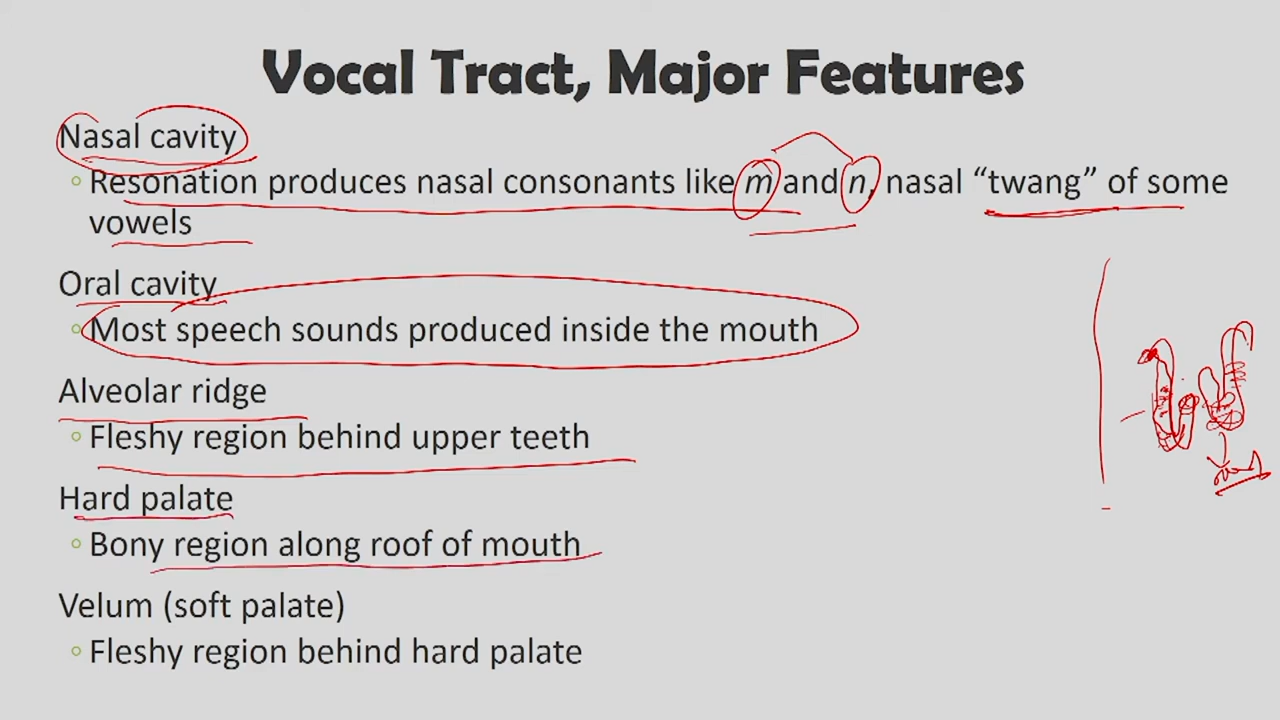 Vocal Tract, Major Features
Nasal cavity
Resonation produces nasal consonants like m and n, nasal “twang” of some
vowels
Oral cavity
Most speech sounds produced inside the mouth
Alveolar ridge
Fleshy region behind upper teeth
Hard palate
Bony region along roof of mouth
Velum (soft palate)
Fleshy region behind hard palate